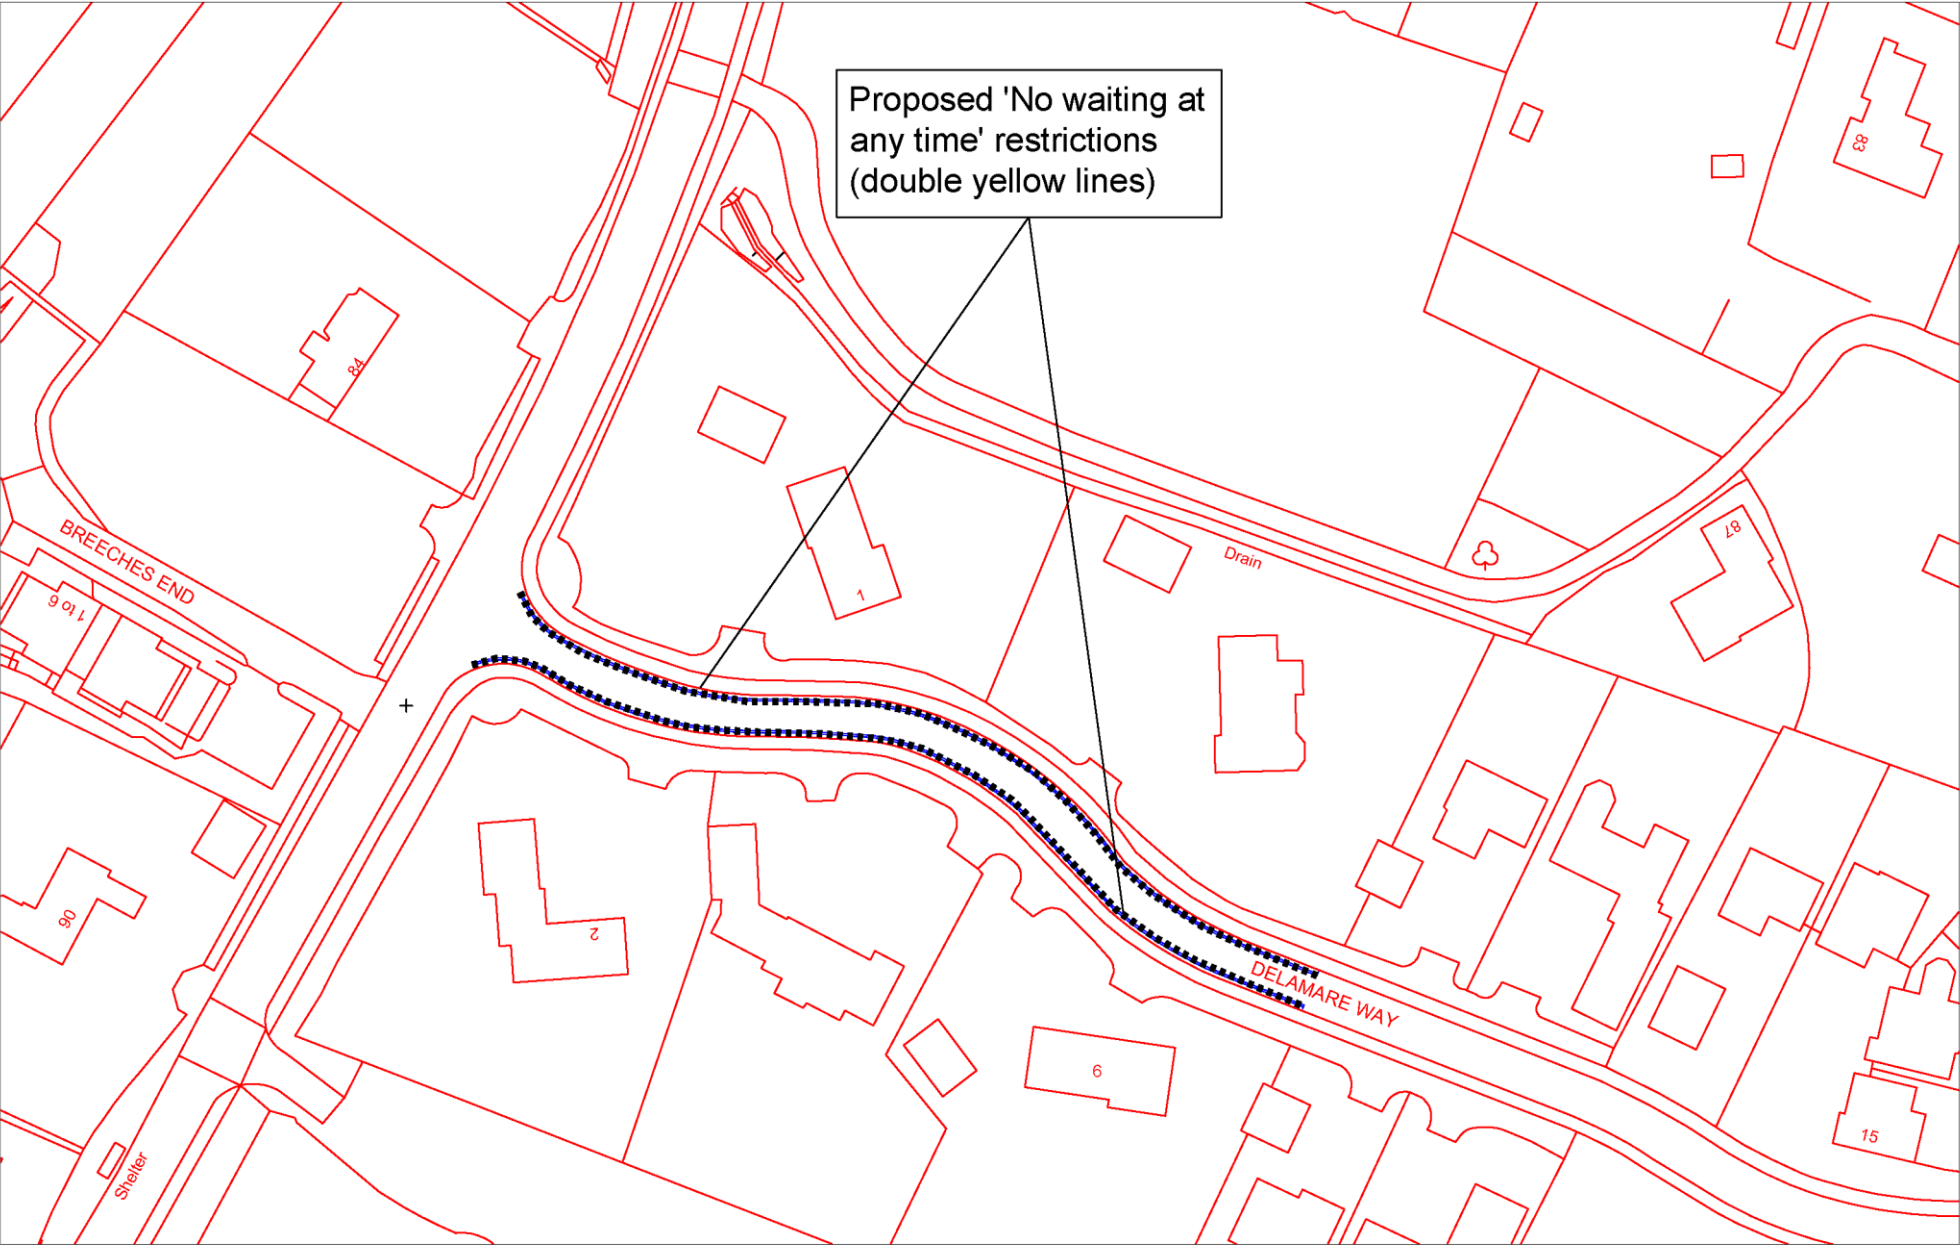 Proposed 'No waiting at
any time' restrictions
(double yellow lines)
83
84
BREECHES END
1 to 6
87
Drain
1
2
90
DELAMARE WAY
6
15
Shelter